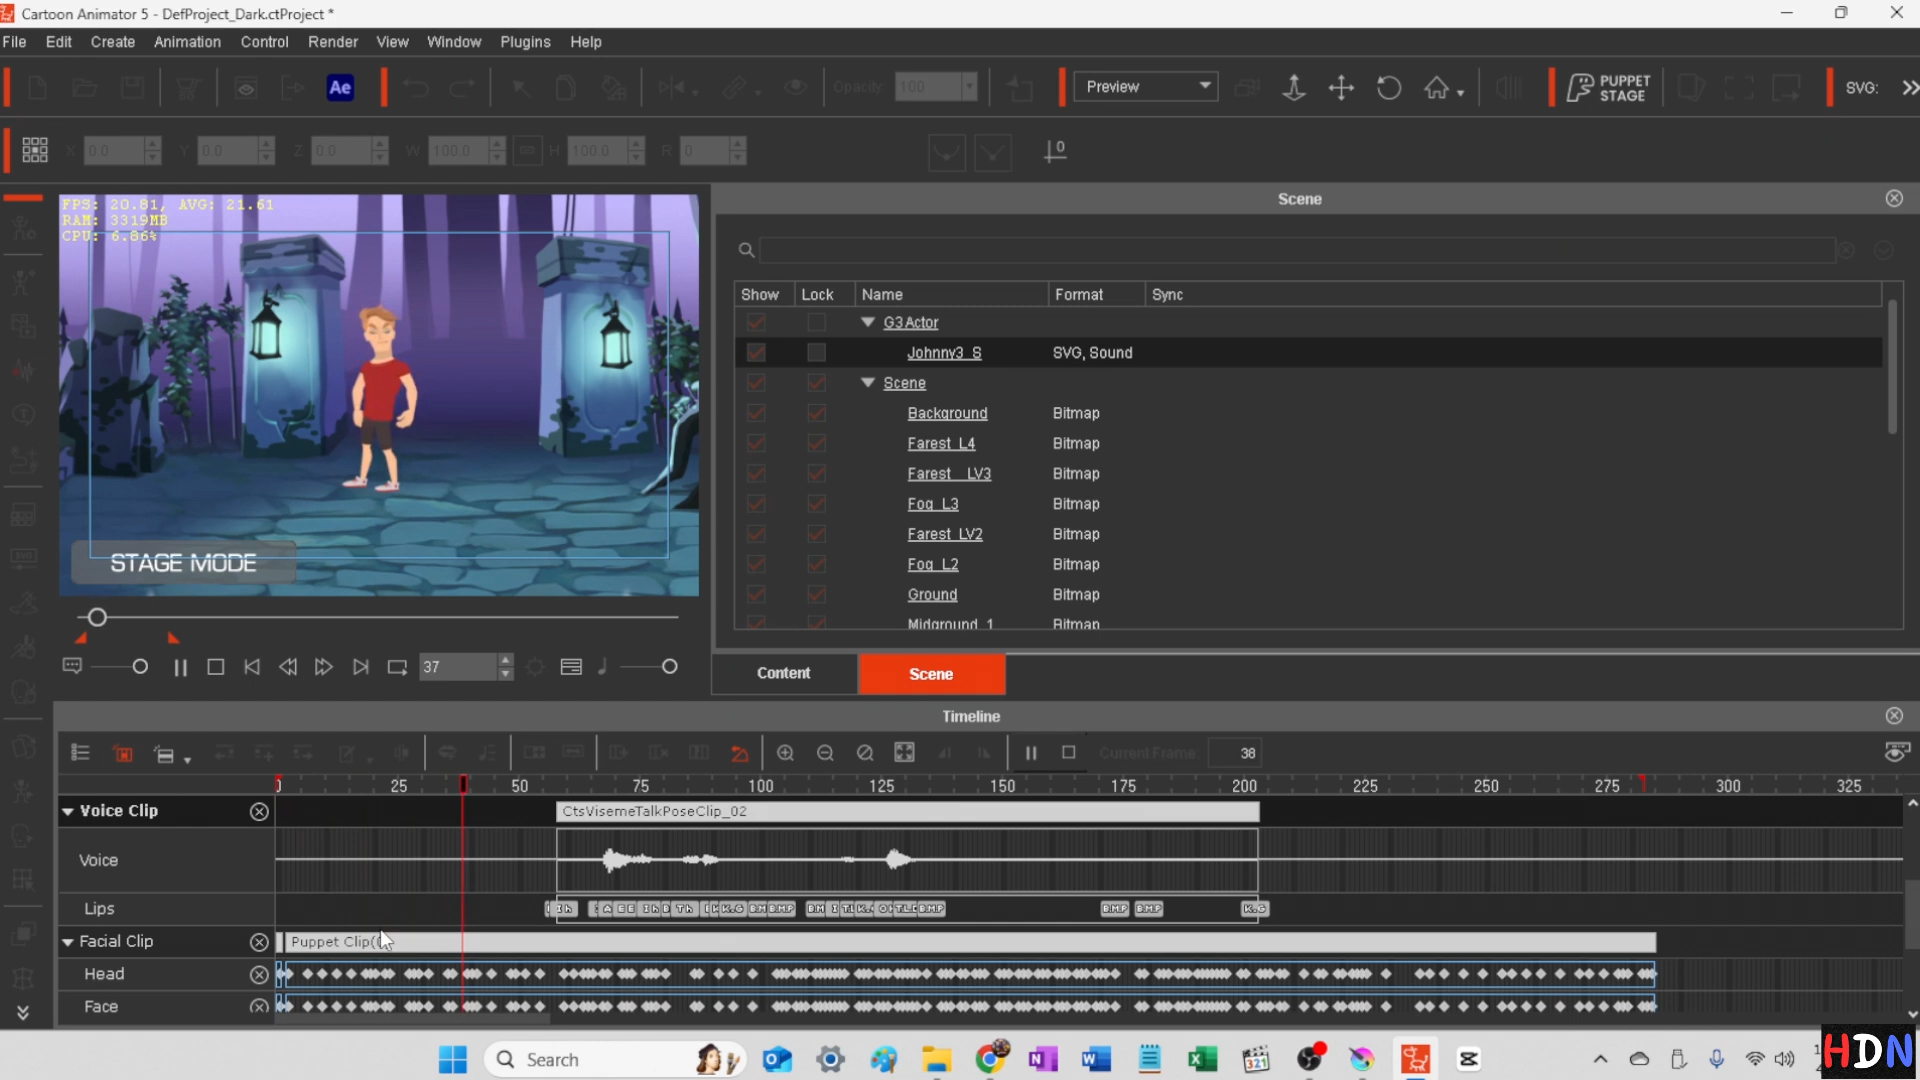 Cartoon Animator 5 - DefProject_Dark.ctProject *
File Edit Create Animation Control Render View Window Plugins Help
Ae Opacity 100 Preview PUPPET STAGE SVG:
X 0.0 Y 0.0 Z 0.0 W 100.0 H 100.0 R 0 0
Scene
FPS: 20.81, AVG: 21.61
RAM: 3319MB
CPU: 6.86%
Show Lock Name Format Sync
G3Actor
Johnny3_S SVG, Sound
Scene
Background Bitmap
Farest_L4 Bitmap
Farest__LV3 Bitmap
Fog_L3 Bitmap
Farest_LV2 Bitmap
Fog_L2 Bitmap
Ground Bitmap
Midground_1 Bitmap
STAGE MODE
37
Content Scene
Timeline
Current Frame: 38
0 25 50 75 100 125 150 175 200 225 250 275 300 325
Voice Clip CtsVisemeTalkPoseClip_02
Voice
Lips
Facial Clip Puppet Clip(
Head
Face
Search
HDN